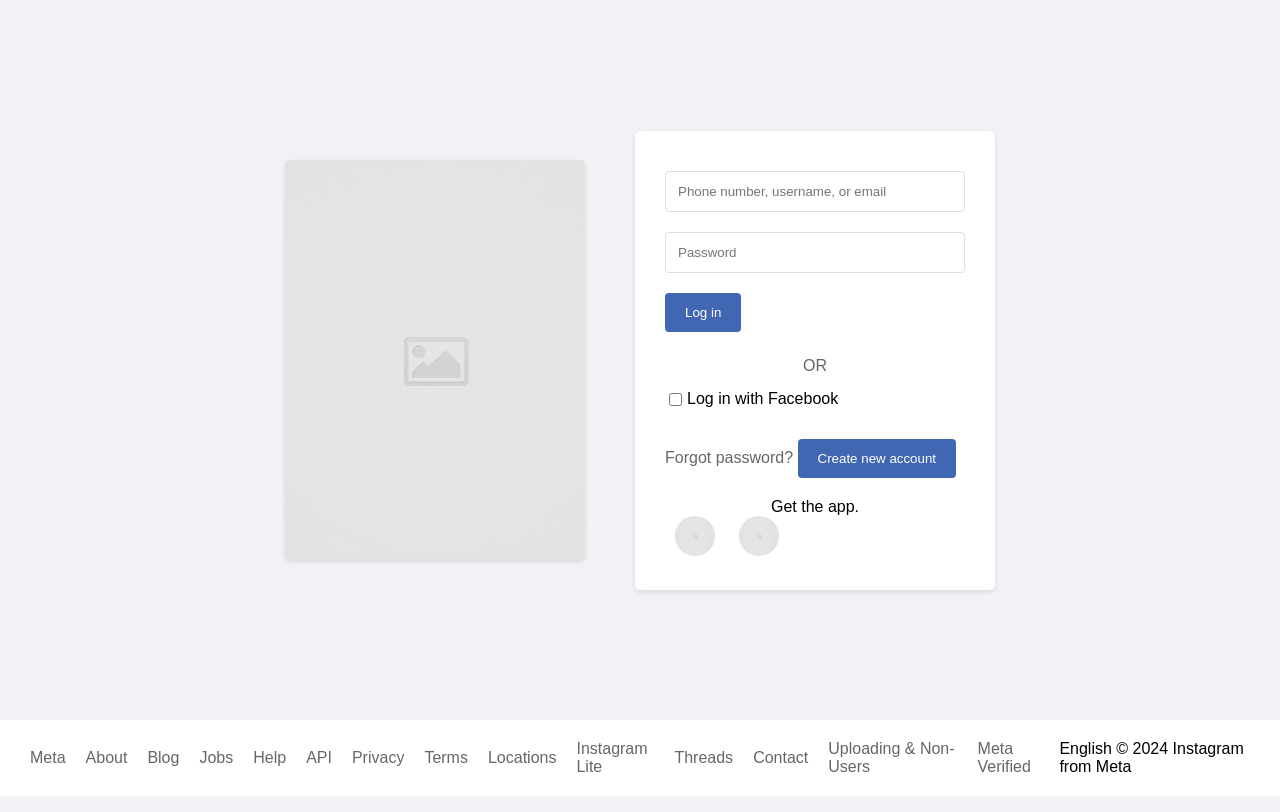 Phone number, username, or email
Password
Log in
OR
Log in with Facebook
Forgot password? Create new account
Get the app.
Meta About Blog Jobs Help API Privacy Terms Locations Instagram Lite Threads Contact Uploading & Non-Users Meta Verified English © 2024 Instagram from Meta